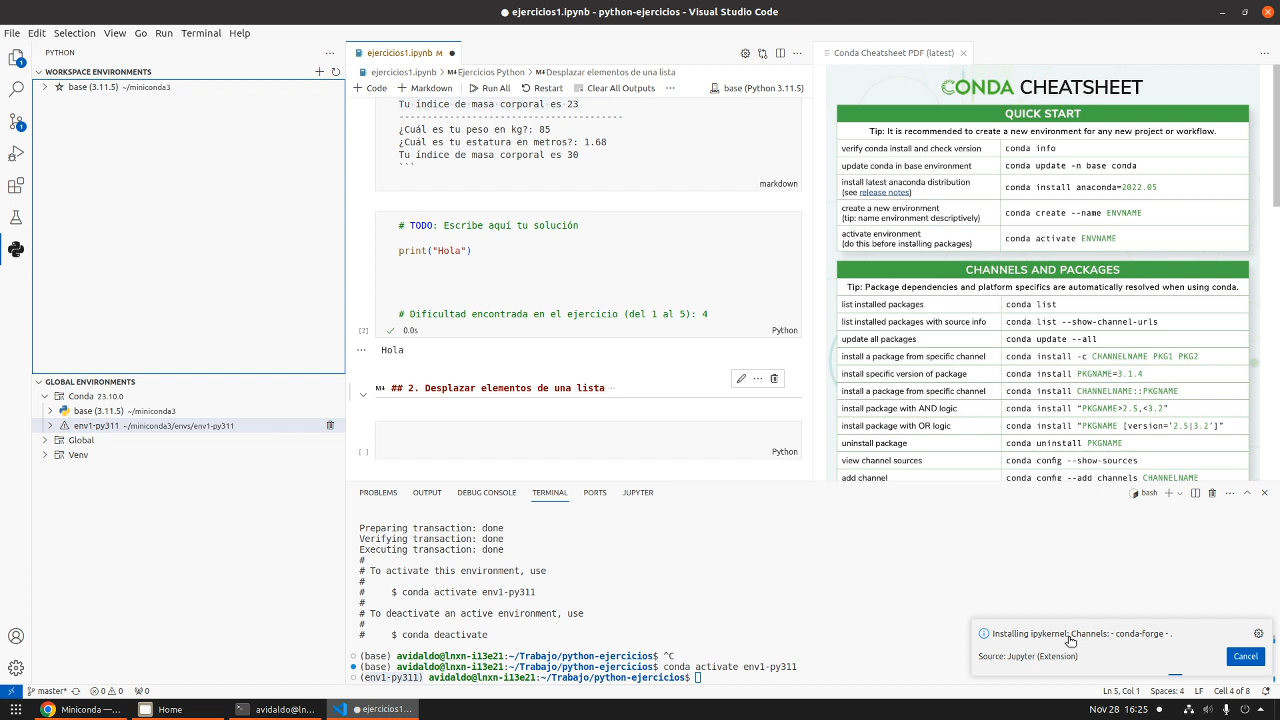 ejercicios1.ipynb - python-ejercicios - Visual Studio Code
File Edit Selection View Go Run Terminal Help
PYTHON
WORKSPACE ENVIRONMENTS
base (3.11.5) ~/miniconda3
GLOBAL ENVIRONMENTS
Conda 23.10.0
base (3.11.5) ~/miniconda3
env1-py311 ~/miniconda3/envs/env1-py311
Global
Venv
ejercicios1.ipynb M
ejercicios1.ipynb > M+Ejercicios Python > M+Desplazar elementos de una lista
+ Code + Markdown Run All Restart Clear All Outputs ... base (Python 3.11.5)
Tu índice de masa corporal es 23
---------------------------------------
¿Cuál es tu peso en kg?: 85
¿Cuál es tu estatura en metros?: 1.68
Tu índice de masa corporal es 30
```
markdown
# TODO: Escribe aquí tu solución
print("Hola")
# Dificultad encontrada en el ejercicio (del 1 al 5): 4
[2] 0.0s Python
Hola
M+ ## 2. Desplazar elementos de una lista ...
[ ] Python
Conda Cheatsheet PDF (latest)
CONDA CHEATSHEET
QUICK START
Tip: It is recommended to create a new environment for any new project or workflow.
verify conda install and check version conda info
update conda in base environment conda update -n base conda
install latest anaconda distribution
(see release notes) conda install anaconda=2022.05
create a new environment
(tip: name environment descriptively) conda create --name ENVNAME
activate environment
(do this before installing packages) conda activate ENVNAME
CHANNELS AND PACKAGES
Tip: Package dependencies and platform specifics are automatically resolved when using conda.
list installed packages conda list
list installed packages with source info conda list --show-channel-urls
update all packages conda update --all
install a package from specific channel conda install -c CHANNELNAME PKG1 PKG2
install specific version of package conda install PKGNAME=3.1.4
install a package from specific channel conda install CHANNELNAME::PKGNAME
install package with AND logic conda install "PKGNAME>2.5,<3.2"
install package with OR logic conda install "PKGNAME [version='2.5|3.2']"
uninstall package conda uninstall PKGNAME
view channel sources conda config --show-sources
add channel conda config --add channels CHANNELNAME
PROBLEMS OUTPUT DEBUG CONSOLE TERMINAL PORTS JUPYTER
bash
Preparing transaction: done
Verifying transaction: done
Executing transaction: done
#
# To activate this environment, use
#
#     $ conda activate env1-py311
#
# To deactivate an active environment, use
#
#     $ conda deactivate
(base) avidaldo@lnxn-i13e21:~/Trabajo/python-ejercicios$ ^C
(base) avidaldo@lnxn-i13e21:~/Trabajo/python-ejercicios$ conda activate env1-py311
(env1-py311) avidaldo@lnxn-i13e21:~/Trabajo/python-ejercicios$
Installing ipykernel: Channels: - conda-forge - .
Source: Jupyter (Extension)
Cancel
master* 0 0 0 Ln 5, Col 1 Spaces: 4 LF Cell 4 of 8
Miniconda —... Home avidaldo@ln... ejercicios1.... Nov 28 16:25